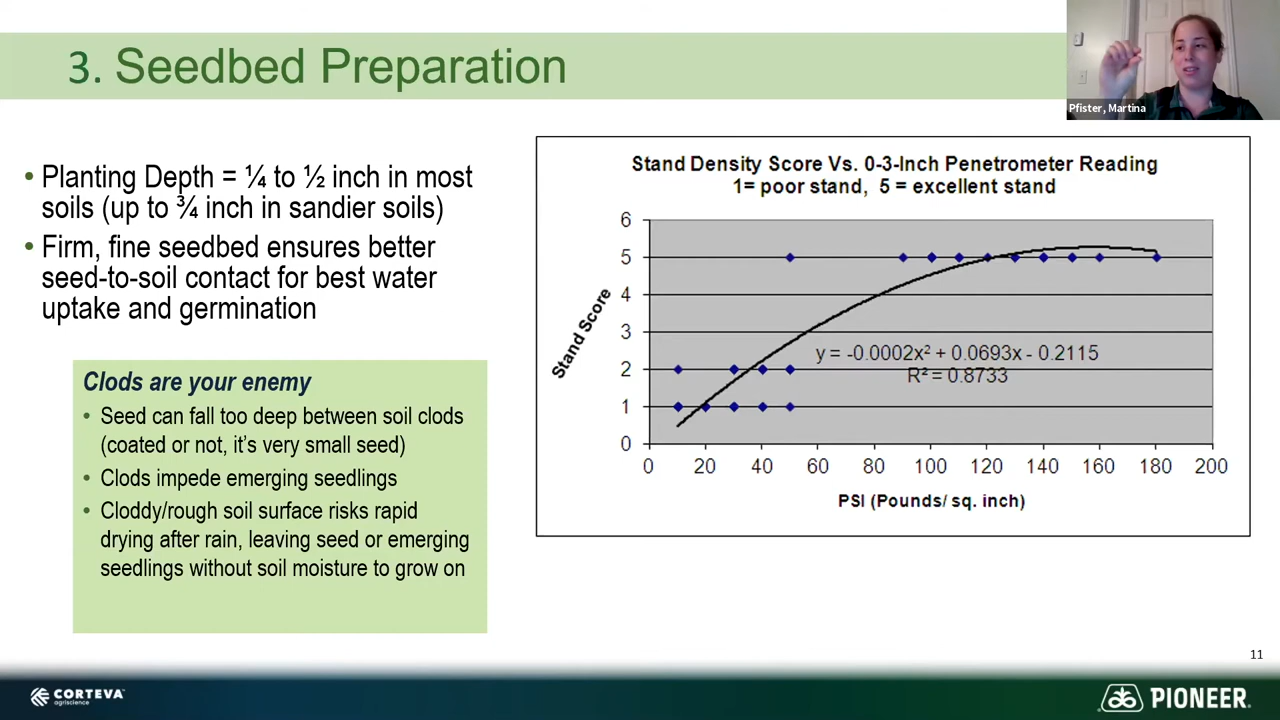 3. Seedbed Preparation
Pfister, Martina
• Planting Depth = ¼ to ½ inch in most
soils (up to ¾ inch in sandier soils)
• Firm, fine seedbed ensures better
seed-to-soil contact for best water
uptake and germination
Clods are your enemy
• Seed can fall too deep between soil clods
(coated or not, it's very small seed)
• Clods impede emerging seedlings
• Cloddy/rough soil surface risks rapid
drying after rain, leaving seed or emerging
seedlings without soil moisture to grow on
Stand Density Score Vs. 0-3-Inch Penetrometer Reading
1= poor stand, 5 = excellent stand
Stand Score
6
5
4
3
2
1
0
y = -0.0002x² + 0.0693x - 0.2115
R² = 0.8733
0 20 40 60 80 100 120 140 160 180 200
PSI (Pounds/ sq. inch)
11
CORTEVA
agriscience
PIONEER